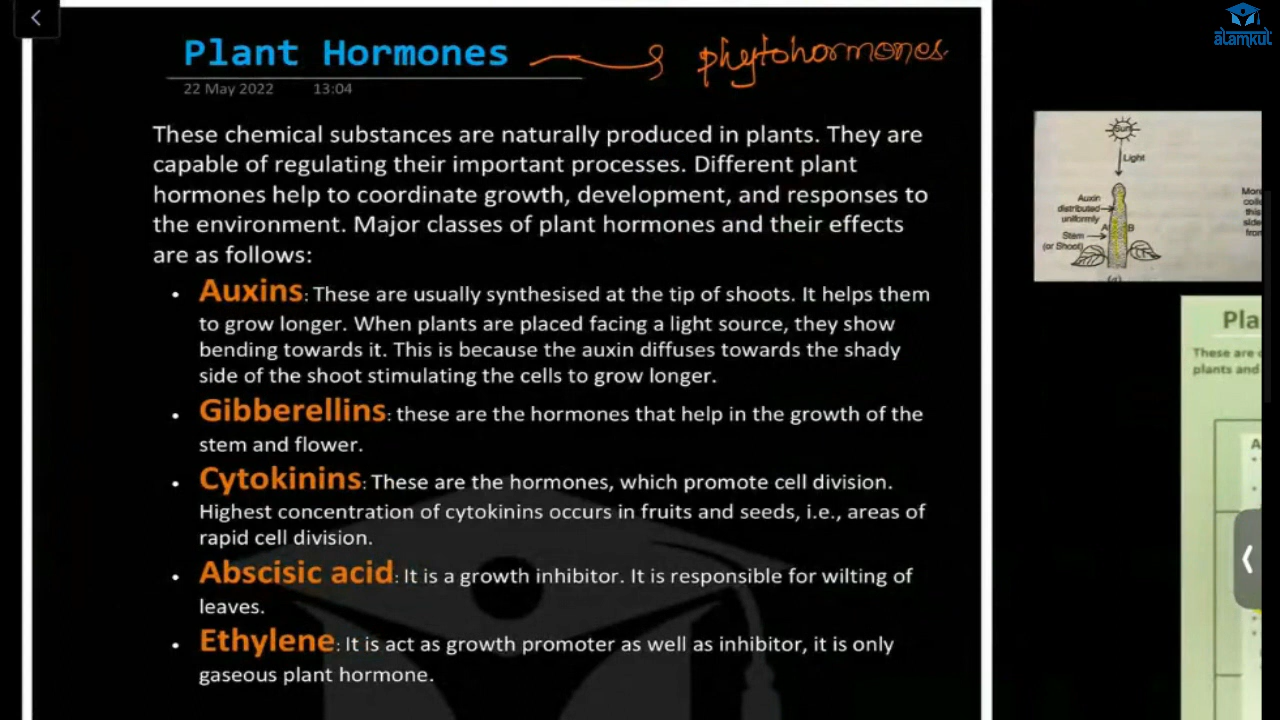 Plant Hormones phytohormones.
22 May 2022 13:04
These chemical substances are naturally produced in plants. They are
capable of regulating their important processes. Different plant
hormones help to coordinate growth, development, and responses to
the environment. Major classes of plant hormones and their effects
are as follows:
• Auxins: These are usually synthesised at the tip of shoots. It helps them
to grow longer. When plants are placed facing a light source, they show
bending towards it. This is because the auxin diffuses towards the shady
side of the shoot stimulating the cells to grow longer.
• Gibberellins: these are the hormones that help in the growth of the
stem and flower.
• Cytokinins: These are the hormones, which promote cell division.
Highest concentration of cytokinins occurs in fruits and seeds, i.e., areas of
rapid cell division.
• Abscisic acid: It is a growth inhibitor. It is responsible for wilting of
leaves.
• Ethylene: It is act as growth promoter as well as inhibitor, it is only
gaseous plant hormone.
alamkul
Sun
Light
Auxin
distributed
uniformly
A B
Stem
(or Shoot)
this
side
from
Pla
These are
plants and
A